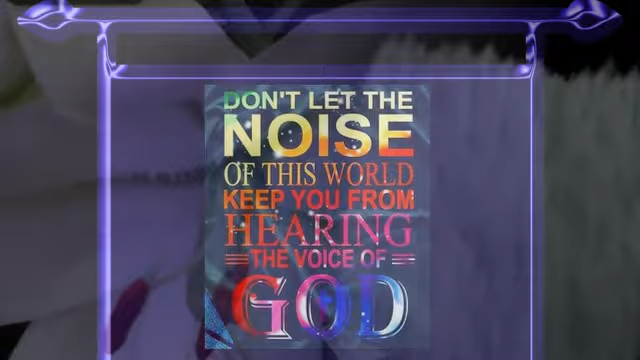 DON'T LET THE
NOISE
OF THIS WORLD
KEEP YOU FROM
HEARING
THE VOICE OF
GOD